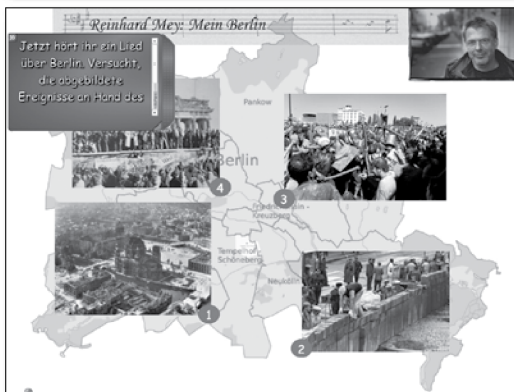 Reinhard Mey: Mein Berlin
Jetzt hört ihr ein Lied
über Berlin. Versucht,
die abgebildete
Ereignisse an Hand des
Pankow
Berlin
4
3
Friedrichshain -
Kreuzberg
Tempelhof
Schöneberg
Neukölln
1
2